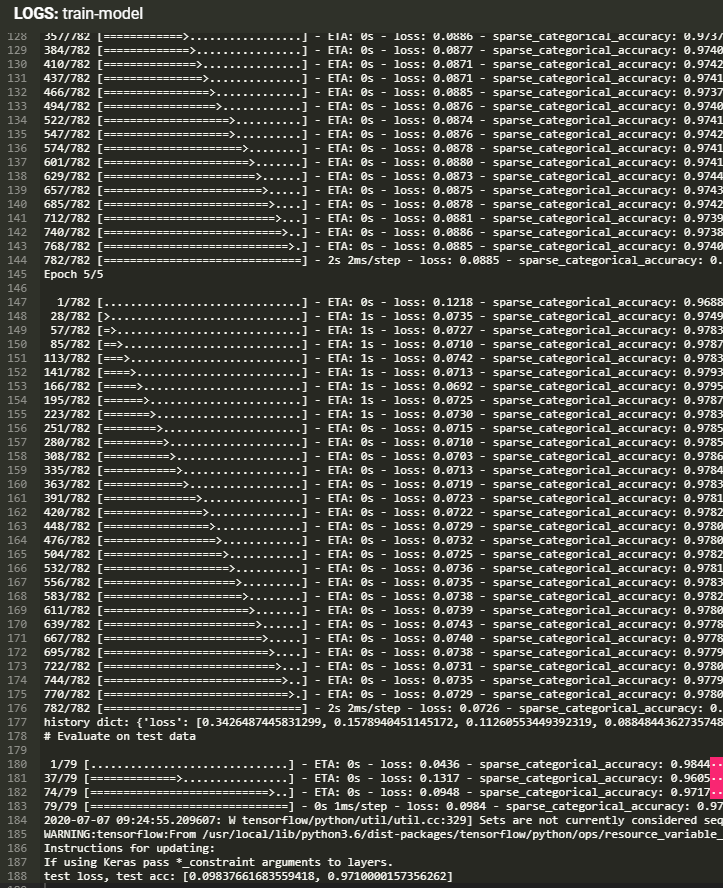 LOGS: train-model
128 357/782 [============>.................] - ETA: 0s - loss: 0.0886 - sparse_categorical_accuracy: 0.9737
129 384/782 [=============>................] - ETA: 0s - loss: 0.0877 - sparse_categorical_accuracy: 0.9742
130 410/782 [==============>...............] - ETA: 0s - loss: 0.0871 - sparse_categorical_accuracy: 0.9742
131 437/782 [===============>..............] - ETA: 0s - loss: 0.0871 - sparse_categorical_accuracy: 0.9741
132 466/782 [================>.............] - ETA: 0s - loss: 0.0885 - sparse_categorical_accuracy: 0.9737
133 494/782 [=================>............] - ETA: 0s - loss: 0.0876 - sparse_categorical_accuracy: 0.9740
134 522/782 [===================>..........] - ETA: 0s - loss: 0.0874 - sparse_categorical_accuracy: 0.9741
135 547/782 [===================>..........] - ETA: 0s - loss: 0.0876 - sparse_categorical_accuracy: 0.9742
136 574/782 [=====================>........] - ETA: 0s - loss: 0.0878 - sparse_categorical_accuracy: 0.9741
137 601/782 [======================>.......] - ETA: 0s - loss: 0.0880 - sparse_categorical_accuracy: 0.9741
138 629/782 [=======================>......] - ETA: 0s - loss: 0.0873 - sparse_categorical_accuracy: 0.9744
139 657/782 [========================>.....] - ETA: 0s - loss: 0.0875 - sparse_categorical_accuracy: 0.9743
140 685/782 [=========================>....] - ETA: 0s - loss: 0.0878 - sparse_categorical_accuracy: 0.9742
141 712/782 [==========================>...] - ETA: 0s - loss: 0.0881 - sparse_categorical_accuracy: 0.9739
142 740/782 [===========================>..] - ETA: 0s - loss: 0.0886 - sparse_categorical_accuracy: 0.9738
143 768/782 [============================>.] - ETA: 0s - loss: 0.0885 - sparse_categorical_accuracy: 0.9740
144 782/782 [==============================] - 2s 2ms/step - loss: 0.0885 - sparse_categorical_accuracy: 0.
145 Epoch 5/5
146
147 1/782 [..............................] - ETA: 0s - loss: 0.1218 - sparse_categorical_accuracy: 0.9688
148 28/782 [>.............................] - ETA: 1s - loss: 0.0735 - sparse_categorical_accuracy: 0.9749
149 57/782 [=>............................] - ETA: 1s - loss: 0.0727 - sparse_categorical_accuracy: 0.9783
150 85/782 [==>...........................] - ETA: 1s - loss: 0.0710 - sparse_categorical_accuracy: 0.9787
151 113/782 [===>..........................] - ETA: 1s - loss: 0.0742 - sparse_categorical_accuracy: 0.9777
152 141/782 [====>.........................] - ETA: 1s - loss: 0.0713 - sparse_categorical_accuracy: 0.9793
153 166/782 [=====>........................] - ETA: 1s - loss: 0.0692 - sparse_categorical_accuracy: 0.9795
154 195/782 [======>.......................] - ETA: 1s - loss: 0.0725 - sparse_categorical_accuracy: 0.9787
155 223/782 [=======>......................] - ETA: 1s - loss: 0.0730 - sparse_categorical_accuracy: 0.9785
156 251/782 [========>.....................] - ETA: 0s - loss: 0.0715 - sparse_categorical_accuracy: 0.9785
157 280/782 [=========>....................] - ETA: 0s - loss: 0.0710 - sparse_categorical_accuracy: 0.9785
158 308/782 [==========>...................] - ETA: 0s - loss: 0.0703 - sparse_categorical_accuracy: 0.9786
159 335/782 [===========>..................] - ETA: 0s - loss: 0.0713 - sparse_categorical_accuracy: 0.9784
160 363/782 [============>.................] - ETA: 0s - loss: 0.0719 - sparse_categorical_accuracy: 0.9783
161 391/782 [==============>...............] - ETA: 0s - loss: 0.0723 - sparse_categorical_accuracy: 0.9781
162 420/782 [===============>..............] - ETA: 0s - loss: 0.0722 - sparse_categorical_accuracy: 0.9782
163 448/782 [================>.............] - ETA: 0s - loss: 0.0729 - sparse_categorical_accuracy: 0.9780
164 476/782 [=================>............] - ETA: 0s - loss: 0.0732 - sparse_categorical_accuracy: 0.9780
165 504/782 [==================>...........] - ETA: 0s - loss: 0.0725 - sparse_categorical_accuracy: 0.9782
166 532/782 [===================>..........] - ETA: 0s - loss: 0.0736 - sparse_categorical_accuracy: 0.9781
167 556/782 [====================>.........] - ETA: 0s - loss: 0.0735 - sparse_categorical_accuracy: 0.9783
168 583/782 [=====================>........] - ETA: 0s - loss: 0.0738 - sparse_categorical_accuracy: 0.9782
169 611/782 [======================>.......] - ETA: 0s - loss: 0.0739 - sparse_categorical_accuracy: 0.9780
170 639/782 [=======================>......] - ETA: 0s - loss: 0.0743 - sparse_categorical_accuracy: 0.9778
171 667/782 [========================>.....] - ETA: 0s - loss: 0.0740 - sparse_categorical_accuracy: 0.9778
172 695/782 [=========================>....] - ETA: 0s - loss: 0.0738 - sparse_categorical_accuracy: 0.9779
173 722/782 [==========================>...] - ETA: 0s - loss: 0.0731 - sparse_categorical_accuracy: 0.9780
174 744/782 [===========================>..] - ETA: 0s - loss: 0.0735 - sparse_categorical_accuracy: 0.9779
175 770/782 [============================>.] - ETA: 0s - loss: 0.0729 - sparse_categorical_accuracy: 0.9780
176 782/782 [==============================] - 2s 2ms/step - loss: 0.0726 - sparse_categorical_accuracy: 0.
177 history dict: {'loss': [0.3426487445831299, 0.1578940451145172, 0.11260553449392319, 0.0884844362735748
178 # Evaluate on test data
179
180 1/79 [..............................] - ETA: 0s - loss: 0.0436 - sparse_categorical_accuracy: 0.9844
181 37/79 [=============>................] - ETA: 0s - loss: 0.1317 - sparse_categorical_accuracy: 0.9605
182 74/79 [===========================>..] - ETA: 0s - loss: 0.0948 - sparse_categorical_accuracy: 0.9717
183 79/79 [==============================] - 0s 1ms/step - loss: 0.0984 - sparse_categorical_accuracy: 0.97
184 2020-07-07 09:24:55.209607: W tensorflow/python/util/util.cc:329] Sets are not currently considered seq
185 WARNING:tensorflow:From /usr/local/lib/python3.6/dist-packages/tensorflow/python/ops/resource_variable_
186 Instructions for updating:
187 If using Keras pass *_constraint arguments to layers.
188 test loss, test acc: [0.09837661683559418, 0.9710000157356262]